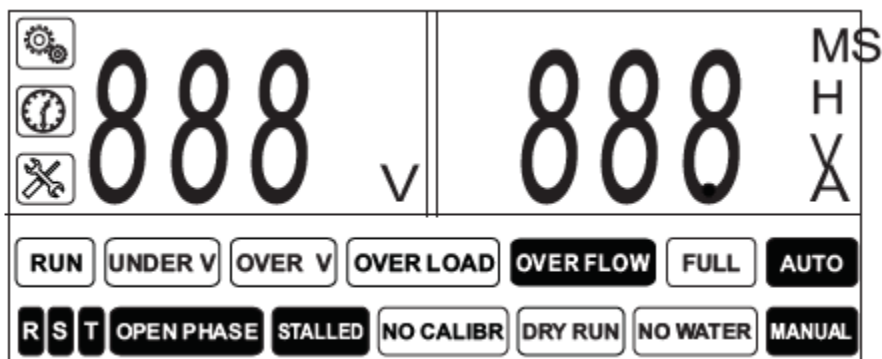 888 V 888. MS
H
V
A
RUN UNDER V OVER V OVER LOAD OVER FLOW FULL AUTO
R S T OPEN PHASE STALLED NO CALIBR DRY RUN NO WATER MANUAL